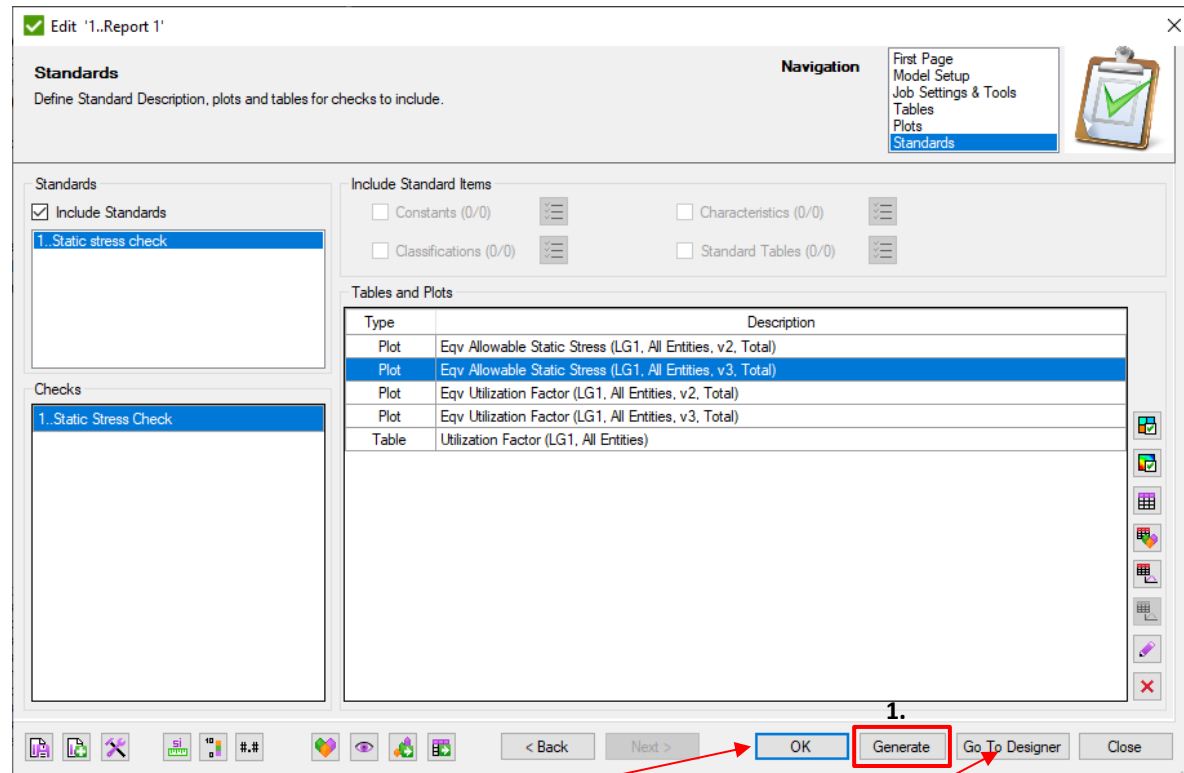 Edit '1..Report 1'
Standards
Define Standard Description, plots and tables for checks to include.
Navigation
First Page
Model Setup
Job Settings & Tools
Tables
Plots
Standards
Standards
Include Standards
1..Static stress check
Include Standard Items
Constants (0/0)
Characteristics (0/0)
Classifications (0/0)
Standard Tables (0/0)
Checks
1..Static Stress Check
Tables and Plots
Type Description
Plot Eqv Allowable Static Stress (LG1, All Entities, v2, Total)
Plot Eqv Allowable Static Stress (LG1, All Entities, v3, Total)
Plot Eqv Utilization Factor (LG1, All Entities, v2, Total)
Plot Eqv Utilization Factor (LG1, All Entities, v3, Total)
Table Utilization Factor (LG1, All Entities)
1.
si
10
8
#.#
< Back
Next >
OK
Generate
Go To Designer
Close